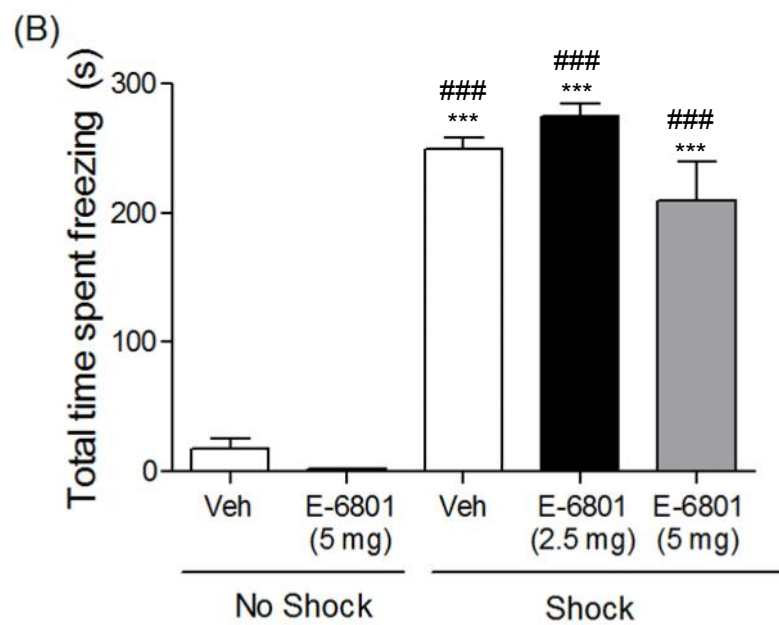 (B)
Total time spent freezing (s)
300
200
100
0
###
***
###
***
###
***
Veh
E-6801
(5 mg)
Veh
E-6801
(2.5 mg)
E-6801
(5 mg)
No Shock
Shock